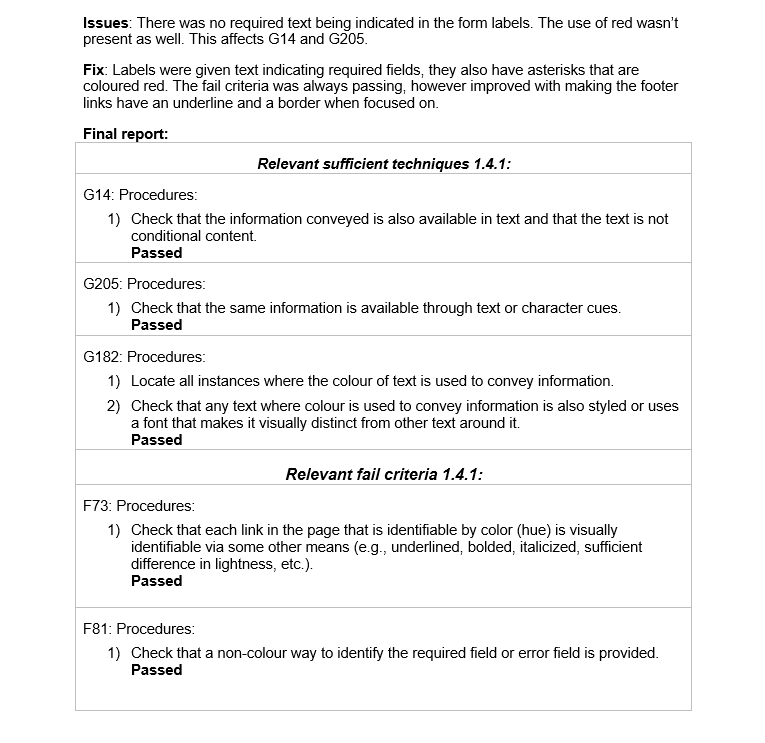 Issues: There was no required text being indicated in the form labels. The use of red wasn't
present as well. This affects G14 and G205.
Fix: Labels were given text indicating required fields, they also have asterisks that are
coloured red. The fail criteria was always passing, however improved with making the footer
links have an underline and a border when focused on.
Final report:
Relevant sufficient techniques 1.4.1:
G14: Procedures:
1) Check that the information conveyed is also available in text and that the text is not
conditional content.
Passed
G205: Procedures:
1) Check that the same information is available through text or character cues.
Passed
G182: Procedures:
1) Locate all instances where the colour of text is used to convey information.
2) Check that any text where colour is used to convey information is also styled or uses
a font that makes it visually distinct from other text around it.
Passed
Relevant fail criteria 1.4.1:
F73: Procedures:
1) Check that each link in the page that is identifiable by color (hue) is visually
identifiable via some other means (e.g., underlined, bolded, italicized, sufficient
difference in lightness, etc.).
Passed
F81: Procedures:
1) Check that a non-colour way to identify the required field or error field is provided.
Passed